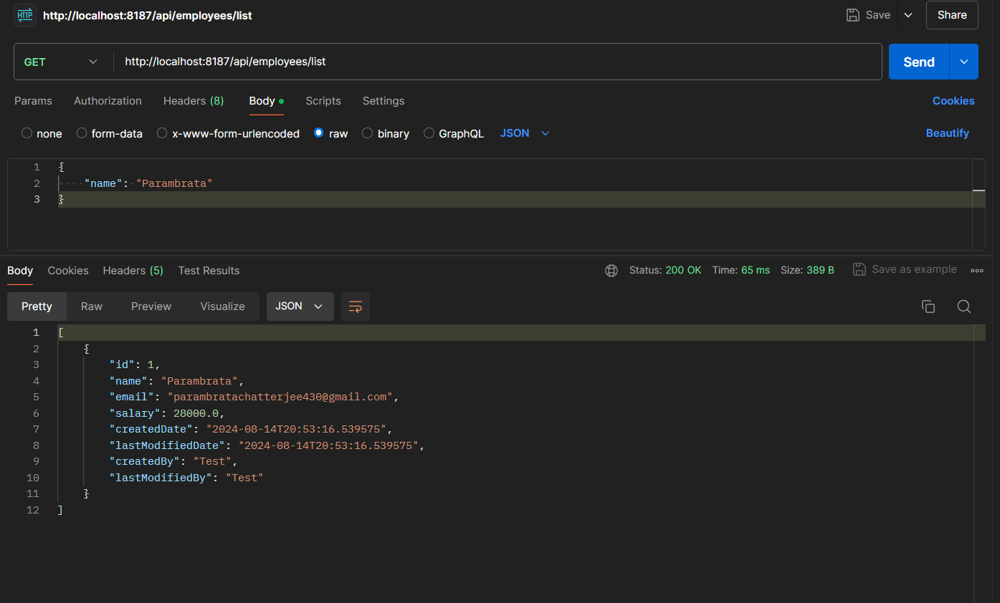 HTTP http://localhost:8187/api/employees/list Save Share
GET http://localhost:8187/api/employees/list Send
Params Authorization Headers (8) Body Scripts Settings Cookies
none form-data x-www-form-urlencoded raw binary GraphQL JSON Beautify
1 {
2 "name": "Parambrata"
3 }
Body Cookies Headers (5) Test Results Status: 200 OK Time: 65 ms Size: 389 B Save as example
Pretty Raw Preview Visualize JSON
1 [
2 {
3 "id": 1,
4 "name": "Parambrata",
5 "email": "parambratachatterjee430@gmail.com",
6 "salary": 28000.0,
7 "createdDate": "2024-08-14T20:53:16.539575",
8 "lastModifiedDate": "2024-08-14T20:53:16.539575",
9 "createdBy": "Test",
10 "lastModifiedBy": "Test"
11 }
12 ]